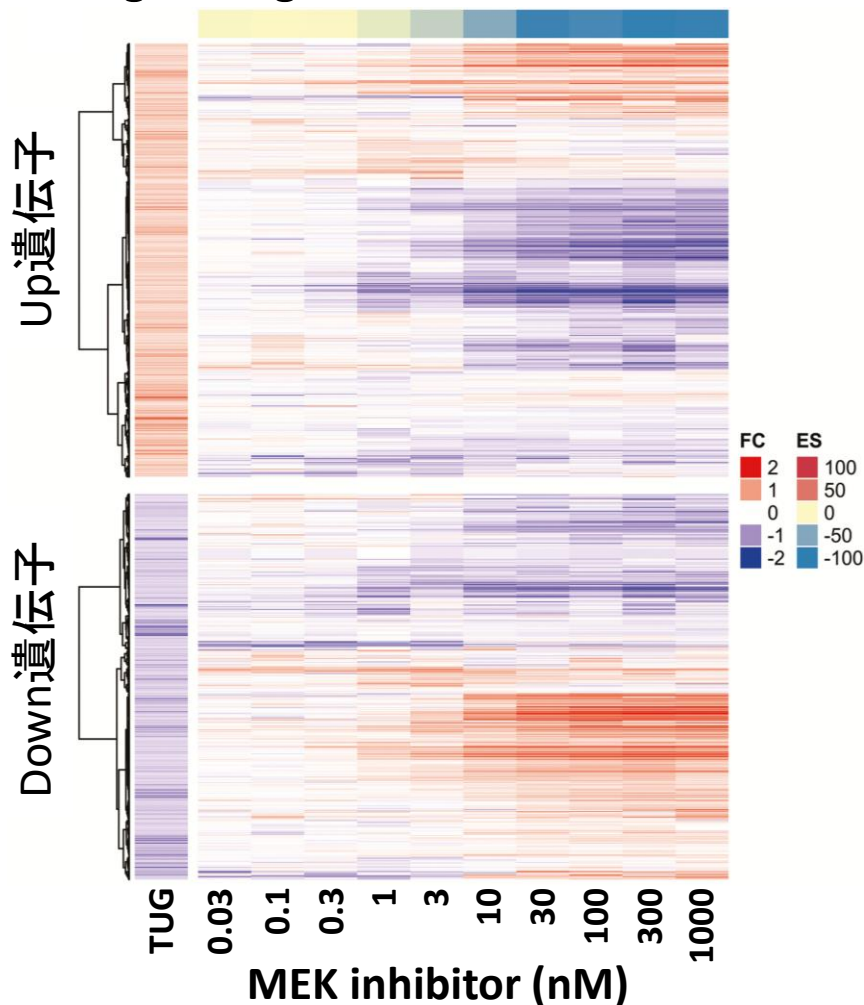 Up遺伝子
Down遺伝子
FC ES
2 100
1 50
0 0
-1 -50
-2 -100
TUG 0.03 0.1 0.3 1 3 10 30 100 300 1000
MEK inhibitor (nM)